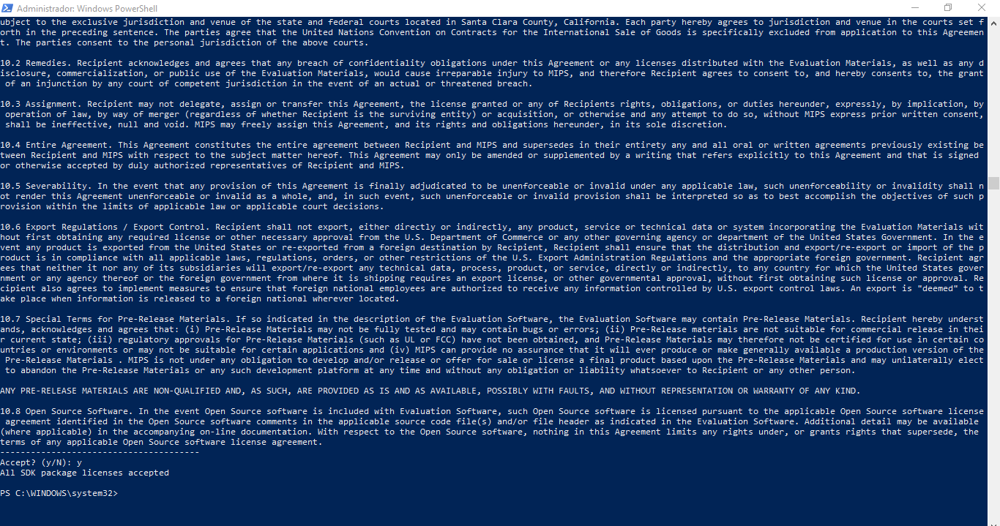 Administrador: Windows PowerShell
ubject to the exclusive jurisdiction and venue of the state and federal courts located in Santa Clara County, California. Each party hereby agrees to jurisdiction and venue in the courts set f
orth in the preceding sentence. The parties agree that the United Nations Convention on Contracts for the International Sale of Goods is specifically excluded from application to this Agreemen
t. The parties consent to the personal jurisdiction of the above courts.
10.2 Remedies. Recipient acknowledges and agrees that any breach of confidentiality obligations under this Agreement or any licenses distributed with the Evaluation Materials, as well as any d
isclosure, commercialization, or public use of the Evaluation Materials, would cause irreparable injury to MIPS, and therefore Recipient agrees to consent to, and hereby consents to, the grant
of an injunction by any court of competent jurisdiction in the event of an actual or threatened breach.
10.3 Assignment. Recipient may not delegate, assign or transfer this Agreement, the license granted or any of Recipients rights, obligations, or duties hereunder, expressly, by implication, by
operation of law, by way of merger (regardless of whether Recipient is the surviving entity) or acquisition, or otherwise and any attempt to do so, without MIPS express prior written consent,
shall be ineffective, null and void. MIPS may freely assign this Agreement, and its rights and obligations hereunder, in its sole discretion.
10.4 Entire Agreement. This Agreement constitutes the entire agreement between Recipient and MIPS and supersedes in their entirety any and all oral or written agreements previously existing be
tween Recipient and MIPS with respect to the subject matter hereof. This Agreement may only be amended or supplemented by a writing that refers explicitly to this Agreement and that is signed
or otherwise accepted by duly authorized representatives of Recipient and MIPS.
10.5 Severability. In the event that any provision of this Agreement is finally adjudicated to be unenforceable or invalid under any applicable law, such unenforceability or invalidity shall n
ot render this Agreement unenforceable or invalid as a whole, and, in such event, such unenforceable or invalid provision shall be interpreted so as to best accomplish the objectives of such p
rovision within the limits of applicable law or applicable court decisions.
10.6 Export Regulations / Export Control. Recipient shall not export, either directly or indirectly, any product, service or technical data or system incorporating the Evaluation Materials wit
hout first obtaining any required license or other necessary approval from the U.S. Department of Commerce or any other governing agency or department of the United States Government. In the e
vent any product is exported from the United States or re-exported from a foreign destination by Recipient, Recipient shall ensure that the distribution and export/re-export or import of the p
roduct is in compliance with all applicable laws, regulations, orders, or other restrictions of the U.S. Export Administration Regulations and the appropriate foreign government. Recipient agr
ees that neither it nor any of its subsidiaries will export/re-export any technical data, process, product, or service, directly or indirectly, to any country for which the United States gover
nment or any agency thereof or the foreign government from where it is shipping requires an export license, or other governmental approval, without first obtaining such license or approval. Re
cipient also agrees to implement measures to ensure that foreign national employees are authorized to receive any information controlled by U.S. export control laws. An export is "deemed" to t
ake place when information is released to a foreign national wherever located.
10.7 Special Terms for Pre-Release Materials. If so indicated in the description of the Evaluation Software, the Evaluation Software may contain Pre-Release Materials. Recipient hereby underst
ands, acknowledges and agrees that: (i) Pre-Release Materials may not be fully tested and may contain bugs or errors; (ii) Pre-Release materials are not suitable for commercial release in thei
r current state; (iii) regulatory approvals for Pre-Release Materials (such as UL or FCC) have not been obtained, and Pre-Release Materials may therefore not be certified for use in certain co
untries or environments or may not be suitable for certain applications and (iv) MIPS can provide no assurance that it will ever produce or make generally available a production version of the
Pre-Release Materials . MIPS is not under any obligation to develop and/or release or offer for sale or license a final product based upon the Pre-Release Materials and may unilaterally elect
to abandon the Pre-Release Materials or any such development platform at any time and without any obligation or liability whatsoever to Recipient or any other person.
ANY PRE-RELEASE MATERIALS ARE NON-QUALIFIED AND, AS SUCH, ARE PROVIDED AS IS AND AS AVAILABLE, POSSIBLY WITH FAULTS, AND WITHOUT REPRESENTATION OR WARRANTY OF ANY KIND.
10.8 Open Source Software. In the event Open Source software is included with Evaluation Software, such Open Source software is licensed pursuant to the applicable Open Source software license
agreement identified in the Open Source software comments in the applicable source code file(s) and/or file header as indicated in the Evaluation Software. Additional detail may be available
(where applicable) in the accompanying on-line documentation. With respect to the Open Source software, nothing in this Agreement limits any rights under, or grants rights that supersede, the
terms of any applicable Open Source software license agreement.
---------------------------------------
Accept? (y/N): y
All SDK package licenses accepted
PS C:\WINDOWS\system32>